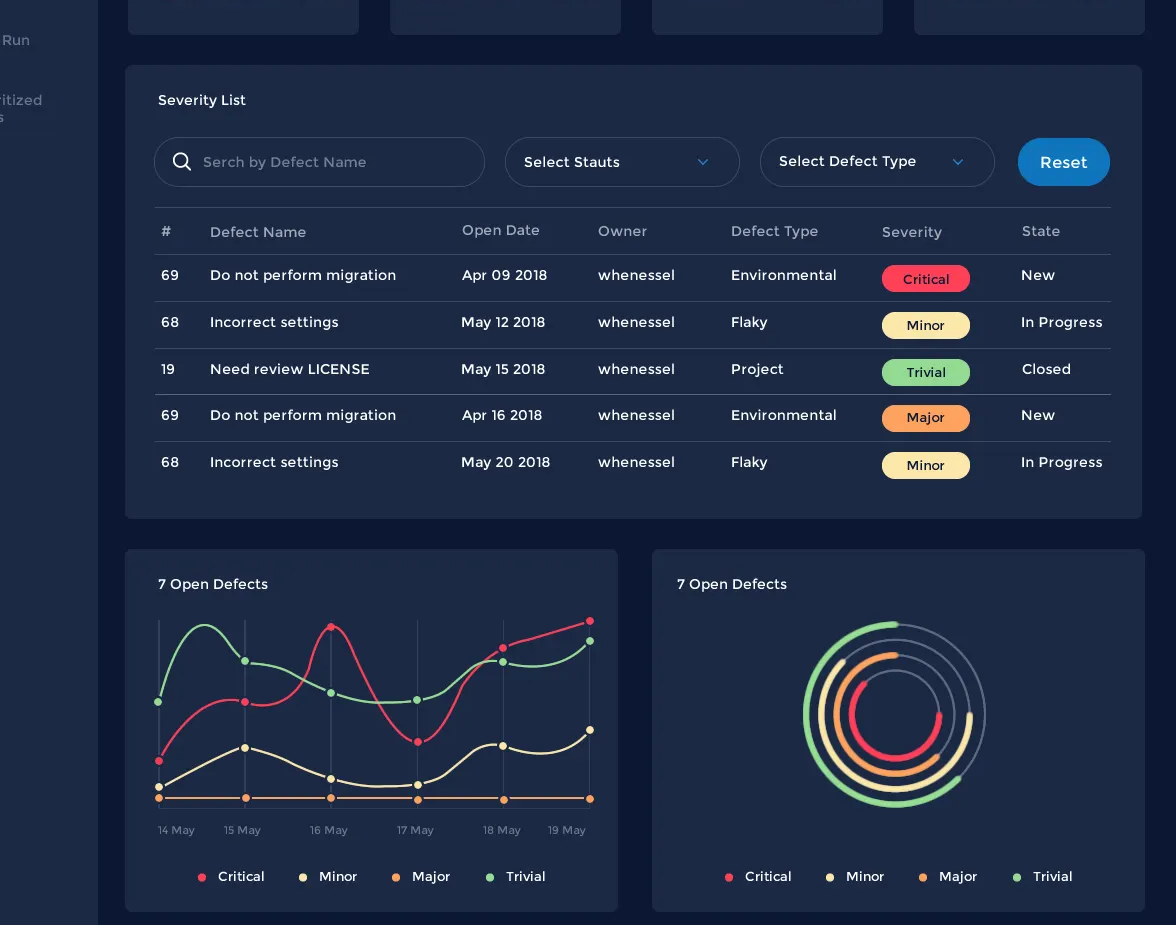 Run
ritized
s
Severity List
Serch by Defect Name
Select Stauts
Select Defect Type
Reset
# Defect Name Open Date Owner Defect Type Severity State
69 Do not perform migration Apr 09 2018 whenessel Environmental Critical New
68 Incorrect settings May 12 2018 whenessel Flaky Minor In Progress
19 Need review LICENSE May 15 2018 whenessel Project Trivial Closed
69 Do not perform migration Apr 16 2018 whenessel Environmental Major New
68 Incorrect settings May 20 2018 whenessel Flaky Minor In Progress
7 Open Defects
14 May 15 May 16 May 17 May 18 May 19 May
Critical Minor Major Trivial
7 Open Defects
Critical Minor Major Trivial